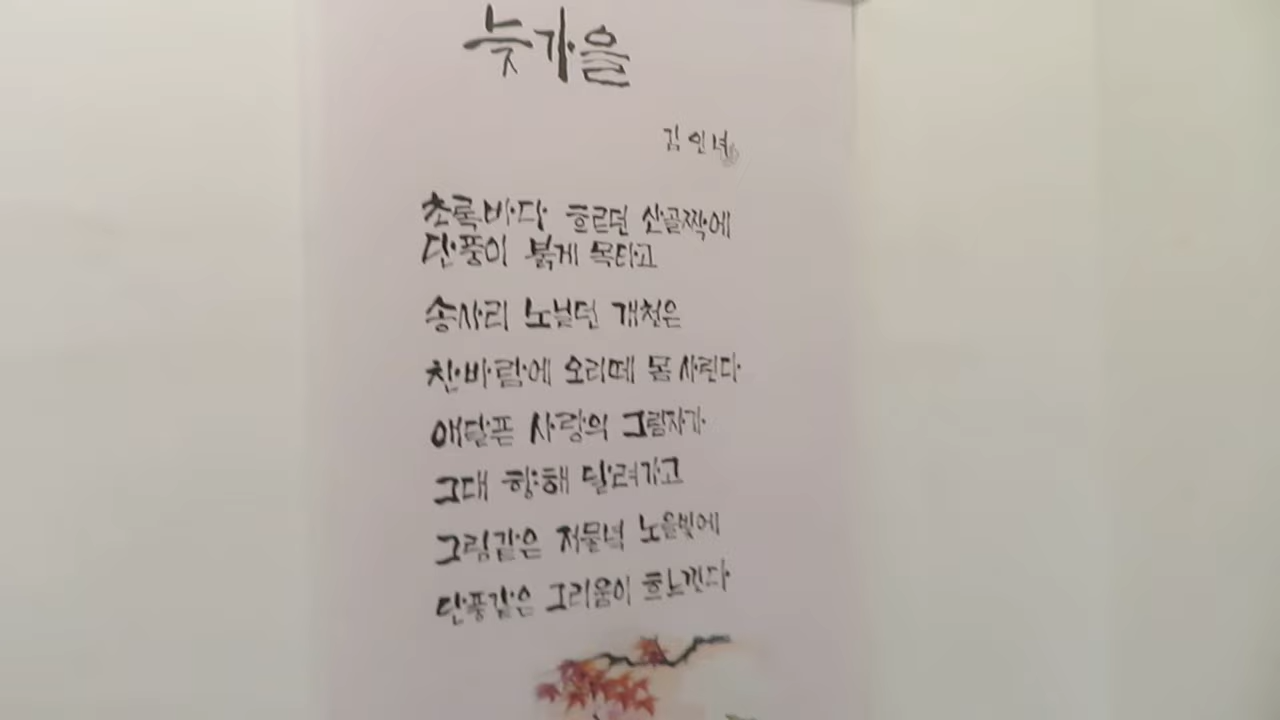 늦가을
김인녀
초록바다 흐르던 산골짝에
단풍이 붉게 목타고
송사리 노닐던 개천은
찬바람에 오리떼 몸 사린다
애달픈 사랑의 그림자가
그대 향해 달려가고
그림같은 저물녘 노을빛에
단풍같은 그리움이 흐느낀다